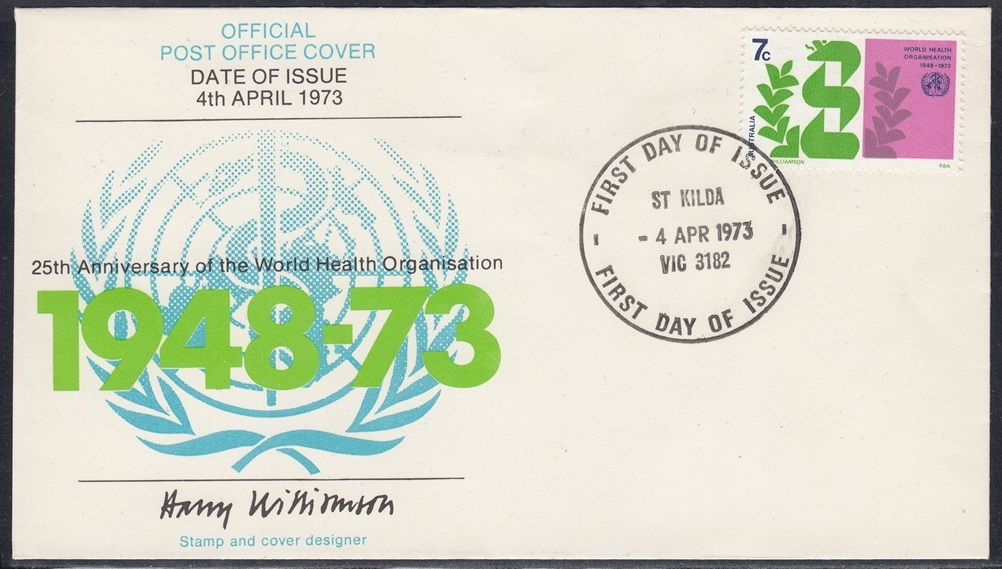 OFFICIAL
POST OFFICE COVER
DATE OF ISSUE
4th APRIL 1973
25th Anniversary of the World Health Organisation
1948-73
Harry Williamson
Stamp and cover designer
7c
AUSTRALIA
WILLIAMSON
WORLD HEALTH
ORGANISATION
1948-1973
RBA
FIRST DAY OF ISSUE
ST KILDA
- 4 APR 1973
VIC 3182
FIRST DAY OF ISSUE